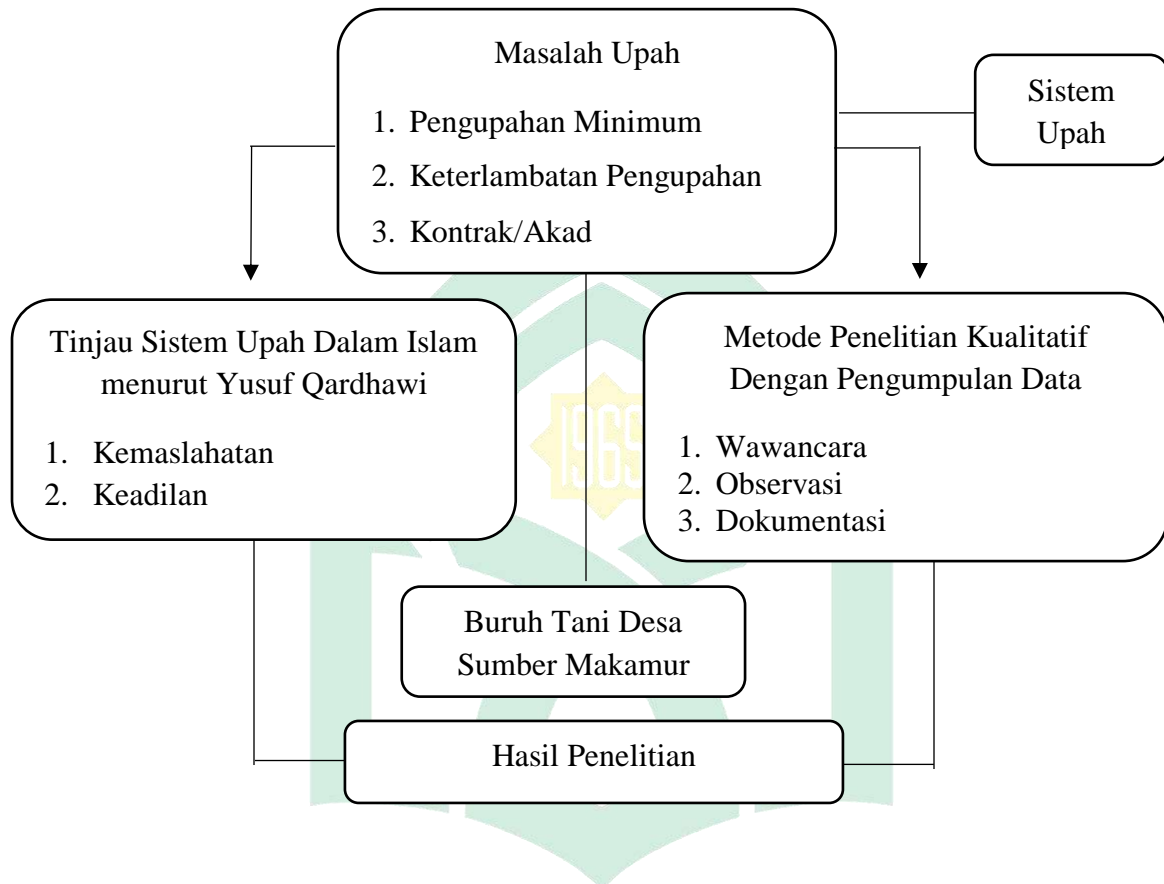 Masalah Upah
1. Pengupahan Minimum
2. Keterlambatan Pengupahan
3. Kontrak/Akad
Sistem
Upah
Tinjau Sistem Upah Dalam Islam
menurut Yusuf Qardhawi
1. Kemaslahatan
2. Keadilan
Metode Penelitian Kualitatif
Dengan Pengumpulan Data
1. Wawancara
2. Observasi
3. Dokumentasi
1969
Buruh Tani Desa
Sumber Makamur
Hasil Penelitian